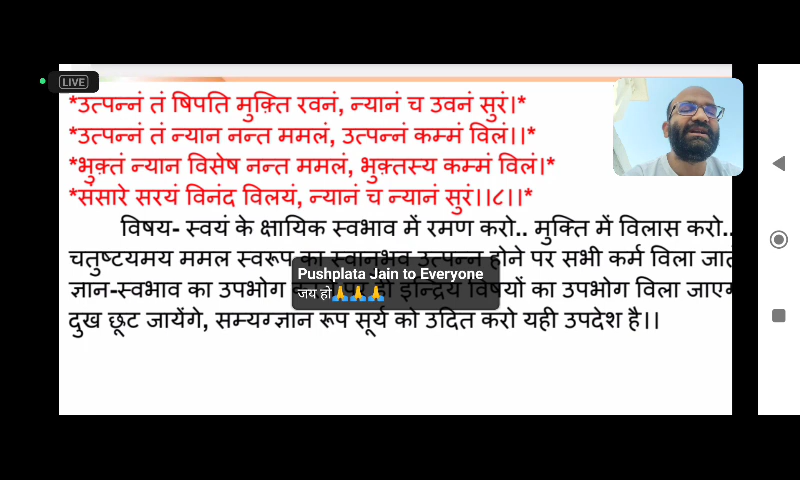 LIVE
*उत्पन्नं तं षिपति मुक्ति रवनं, न्यानं च उवनं सुरं।*
*उत्पन्नं तं न्यान नन्त ममलं, उत्पन्नं कम्मं विलं।।*
*भुक्तं न्यान विसेष नन्त ममलं, भुक्तस्य कम्मं विलं।*
*संसारे सरयं विनंद विलयं, न्यानं च न्यानं सुरं।।८।।*
विषय- स्वयं के क्षायिक स्वभाव में रमण करो.. मुक्ति में विलास करो..
चतुष्टयमय ममल स्वरूप का स्वानुभव उत्पन्न होने पर सभी कर्म विला
ज्ञान-स्वभाव का उपभोग पर ही इन्द्रिय विषयों का उपभोग विला
दुख छूट जायेंगे, सम्यग्ज्ञान रूप सूर्य को उदित करो यही उपदेश है।।
Pushplata Jain to Everyone
जय हो🙏🙏🙏